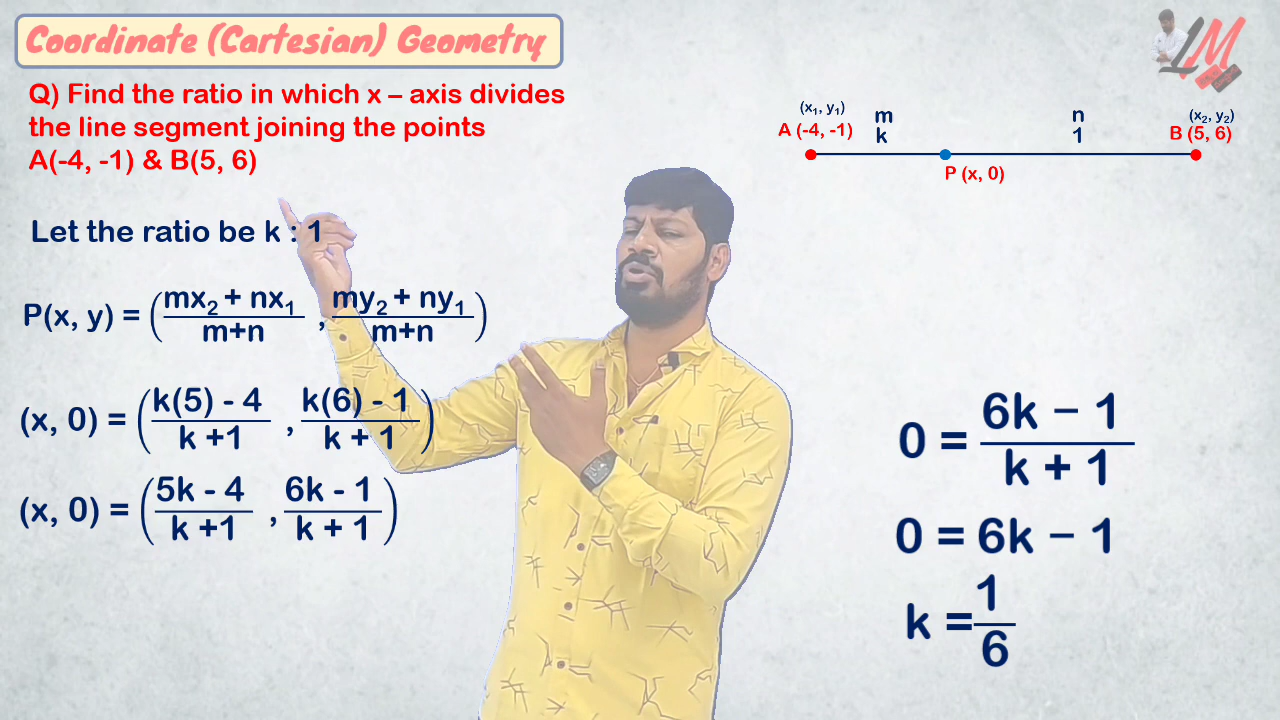 Coordinate (Cartesian) Geometry
LM
Q) Find the ratio in which x – axis divides
the line segment joining the points
A(-4, -1) & B(5, 6)
(x₁, y₁) m n (x₂, y₂)
A (-4, -1) k 1 B (5, 6)
P (x, 0)
Let the ratio be k : 1
P(x, y) = (mx₂ + nx₁/m+n , my₂ + ny₁/m+n)
(x, 0) = (k(5) - 4/k +1 , k(6) - 1/k + 1)
(x, 0) = (5k - 4/k +1 , 6k - 1/k + 1)
0 = 6k – 1/k + 1
0 = 6k – 1
k = 1/6